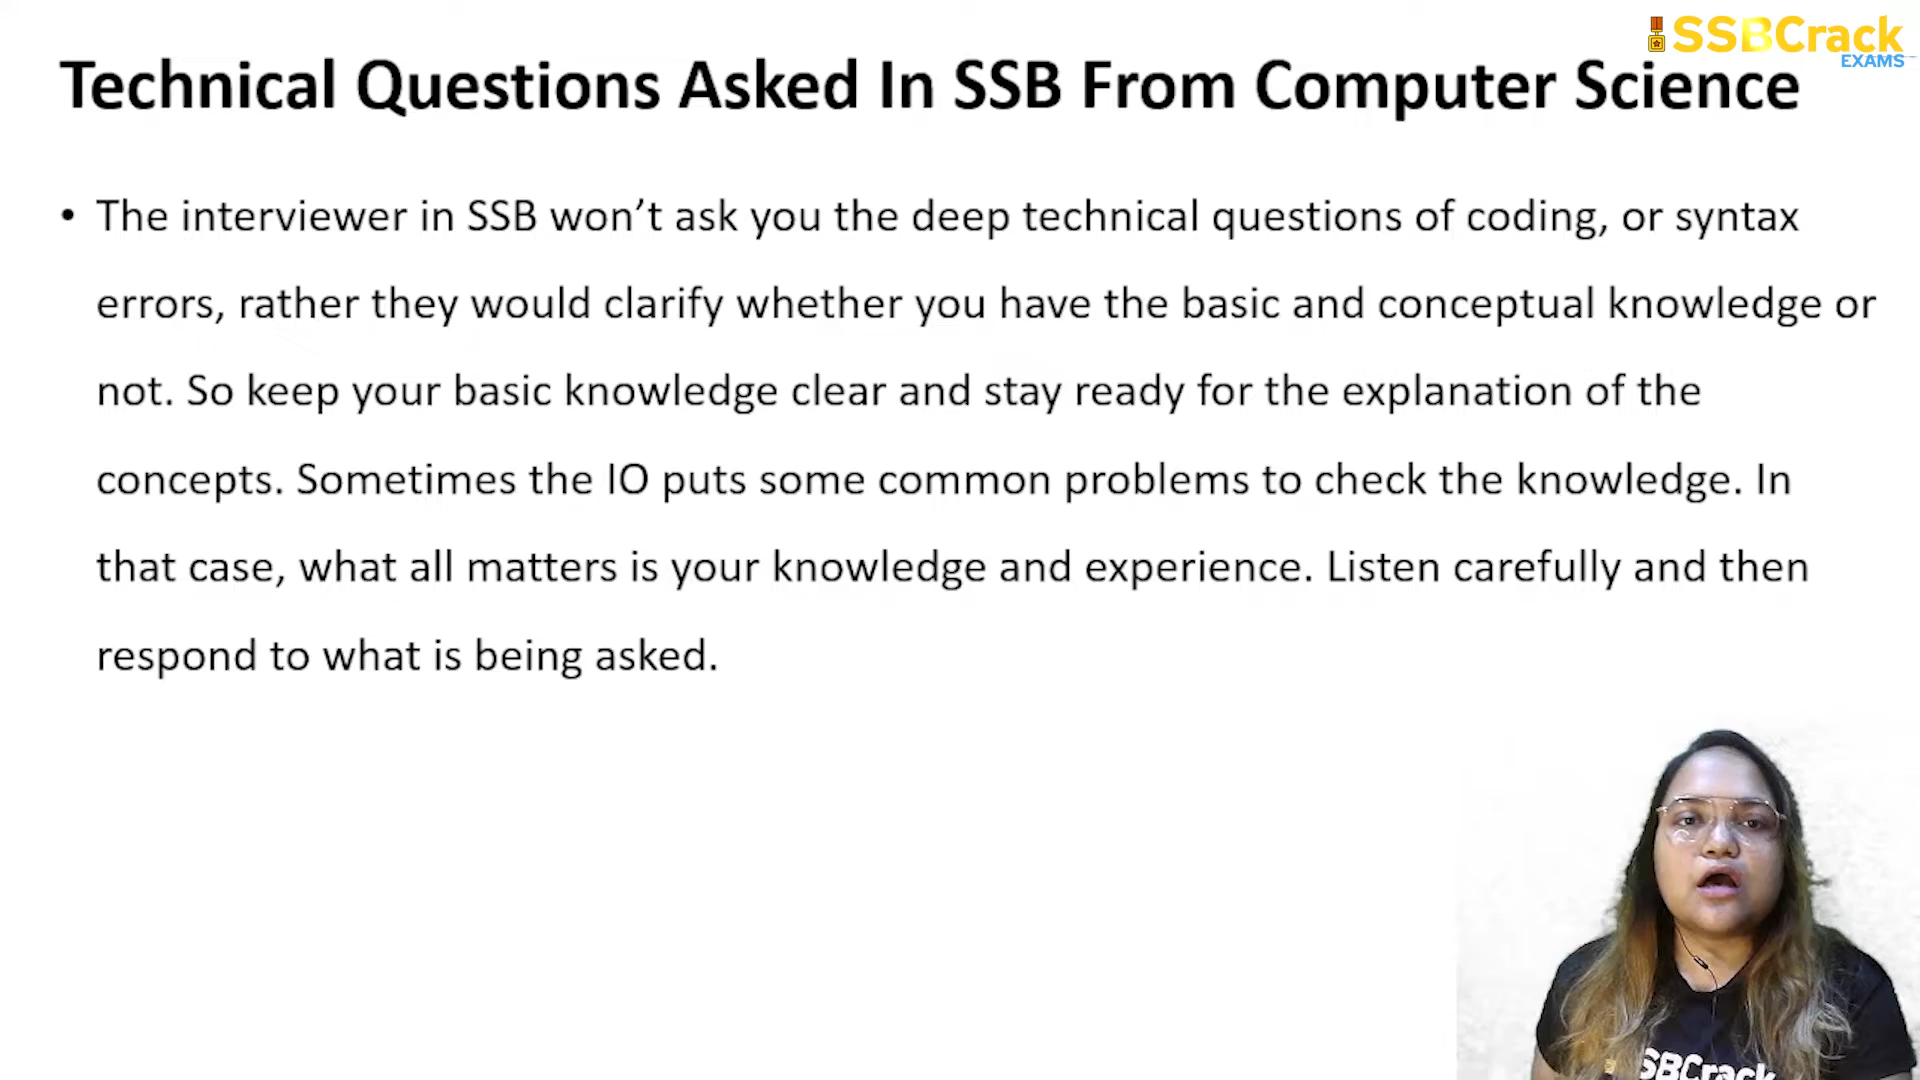 SSBCrack
EXAMS
Technical Questions Asked In SSB From Computer Science
• The interviewer in SSB won’t ask you the deep technical questions of coding, or syntax
errors, rather they would clarify whether you have the basic and conceptual knowledge or
not. So keep your basic knowledge clear and stay ready for the explanation of the
concepts. Sometimes the IO puts some common problems to check the knowledge. In
that case, what all matters is your knowledge and experience. Listen carefully and then
respond to what is being asked.
SBCrack